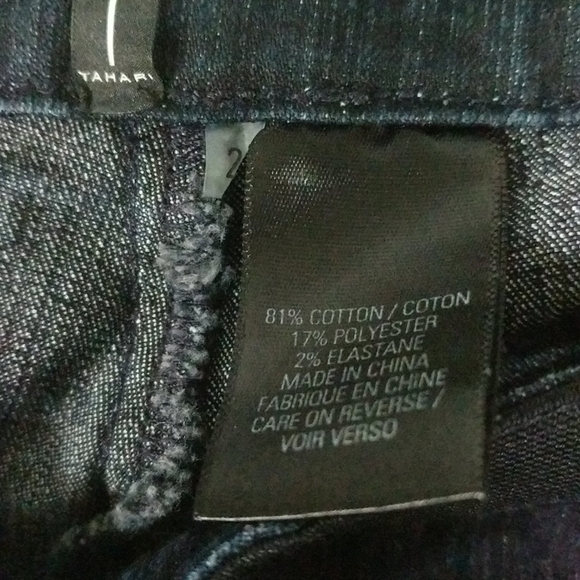 TAHARI
2
81% COTTON / COTON
17% POLYESTER
2% ELASTANE
MADE IN CHINA
FABRIQUE EN CHINE
CARE ON REVERSE /
VOIR VERSO